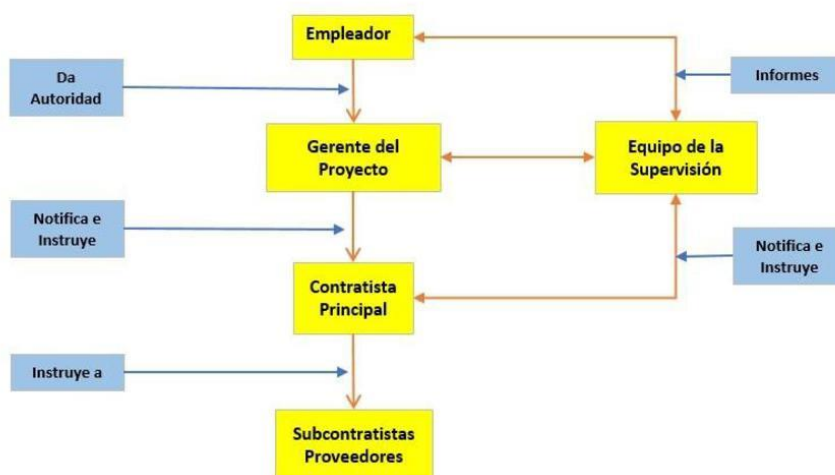 Empleador
Da
Autoridad
Informes
Gerente del
Proyecto
Equipo de la
Supervisión
Notifica e
Instruye
Notifica e
Instruye
Contratista
Principal
Instruye a
Subcontratistas
Proveedores